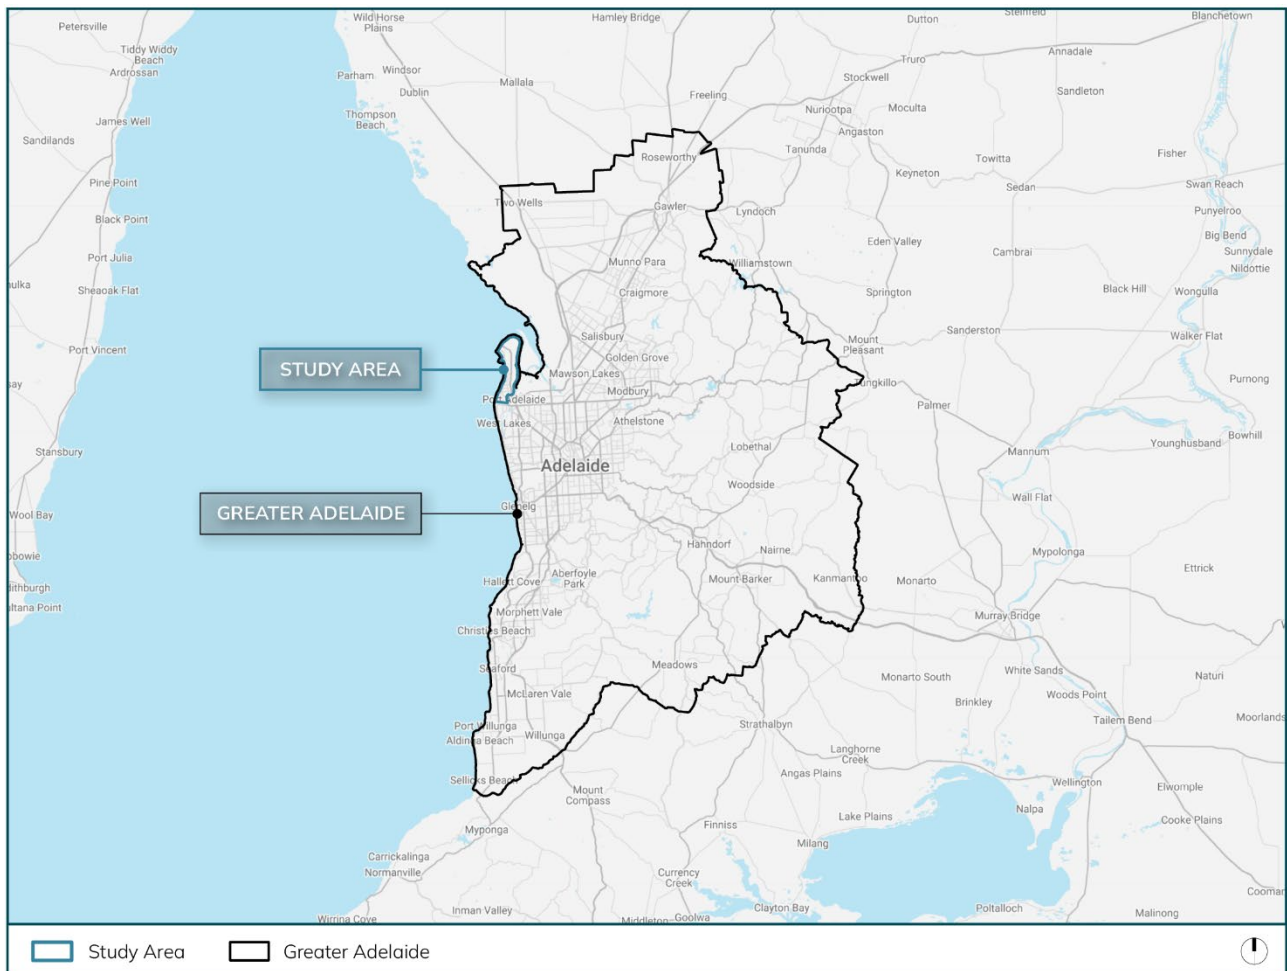 Petersville
Wild Horse
Plains
Hamley Bridge
Dutton
Steinfeld
Blanchetown
Tiddy Widdy
Beach
Ardrossan
Truro
Annadale
Parham
Windsor
Dublin
Mallala
Stockwell
Sandleton
Freeling
James Well
Thompson
Beach
Nuriootpa
Moculta
Angaston
Sandilands
Roseworthy
Tanunda
Towitta
Fisher
Keyneton
Pine Point
Sedan
Swan Reach
Two Wells
Gawler
Lyndoch
Punyelroo
Black Point
Big Bend
Eden Valley
Cambrai
Sunnydale
Nildottie
Port Julia
Munno Para
Williamstown
Sheaoak Flat
Craigmore
Springton
Black Hill
Wongulla
Salisbury
Mount
Pleasant
Sanderston
Walker Flat
Port Vincent
Golden Grove
STUDY AREA
Mawson Lakes
Modbury
Tungkillo
Purnong
Port Adelaide
Palmer
West Lakes
Athelstone
Bowhill
Stansbury
Lobethal
Mannum
Younghusband
Adelaide
Woodside
Wall Flat
Wool Bay
GREATER ADELAIDE
Glenelg
Hahndorf
Nairne
Mypolonga
Ettrick
Hallett Cove
Aberfoyle
Park
Mount Barker
Kanmantoo
Monarto
Morphett Vale
Murray Bridge
Christies Beach
Seaford
Meadows
White Sands
Naturi
Monarto South
McLaren Vale
Brinkley
Woods Point
Port Willunga
Strathalbyn
Tailem Bend
Moorlands
Aldinga Beach
Willunga
Langhorne
Creek
Sellicks Beach
Angas Plains
Wellington
Elwomple
Mount
Compass
Nalpa
Lake Plains
Cooke Plains
Myponga
Finniss
Milang
Carrickalinga
Normanville
Currency
Creek
Inman Valley
Clayton Bay
Poltalloch
Wirrina Cove
Goolwa
Malinong
Study Area
Greater Adelaide